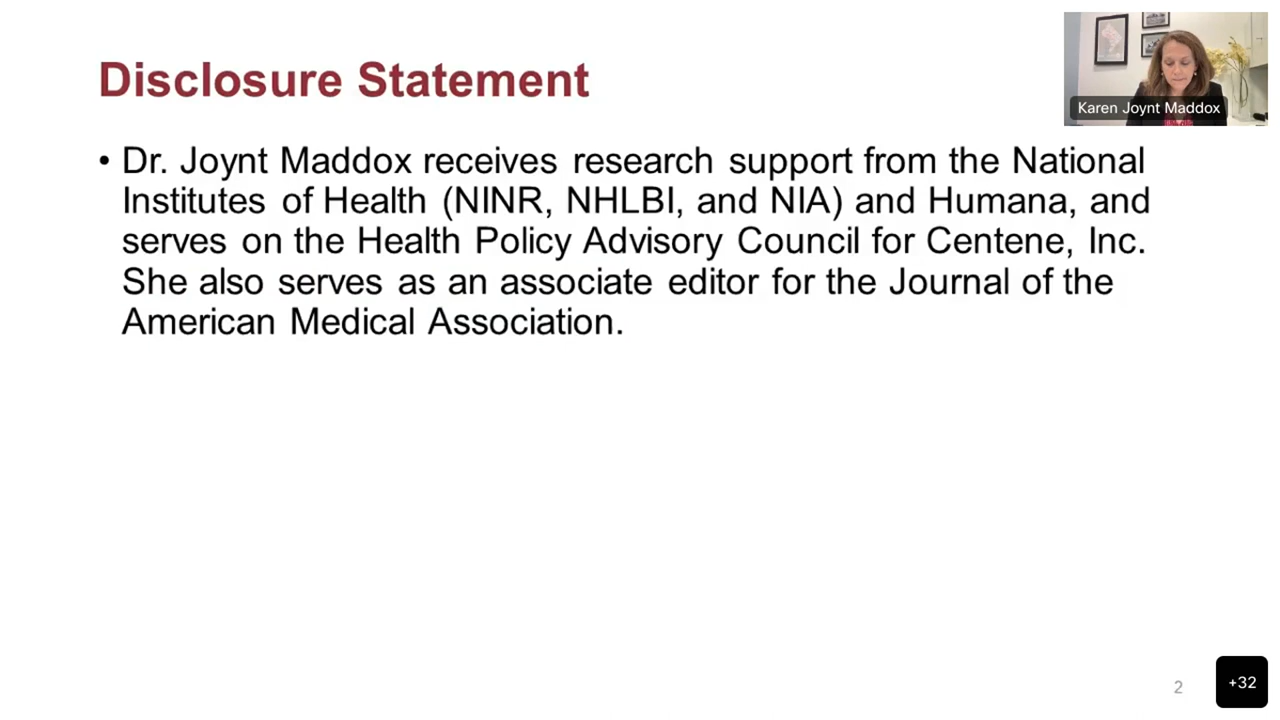 Disclosure Statement
Karen Joynt Maddox
• Dr. Joynt Maddox receives research support from the National
Institutes of Health (NINR, NHLBI, and NIA) and Humana, and
serves on the Health Policy Advisory Council for Centene, Inc.
She also serves as an associate editor for the Journal of the
American Medical Association.
2
+32